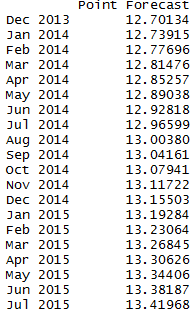 Point Forecast
Dec 2013 12.70134
Jan 2014 12.73915
Feb 2014 12.77696
Mar 2014 12.81476
Apr 2014 12.85257
May 2014 12.89038
Jun 2014 12.92818
Jul 2014 12.96599
Aug 2014 13.00380
Sep 2014 13.04161
Oct 2014 13.07941
Nov 2014 13.11722
Dec 2014 13.15503
Jan 2015 13.19284
Feb 2015 13.23064
Mar 2015 13.26845
Apr 2015 13.30626
May 2015 13.34406
Jun 2015 13.38187
Jul 2015 13.41968